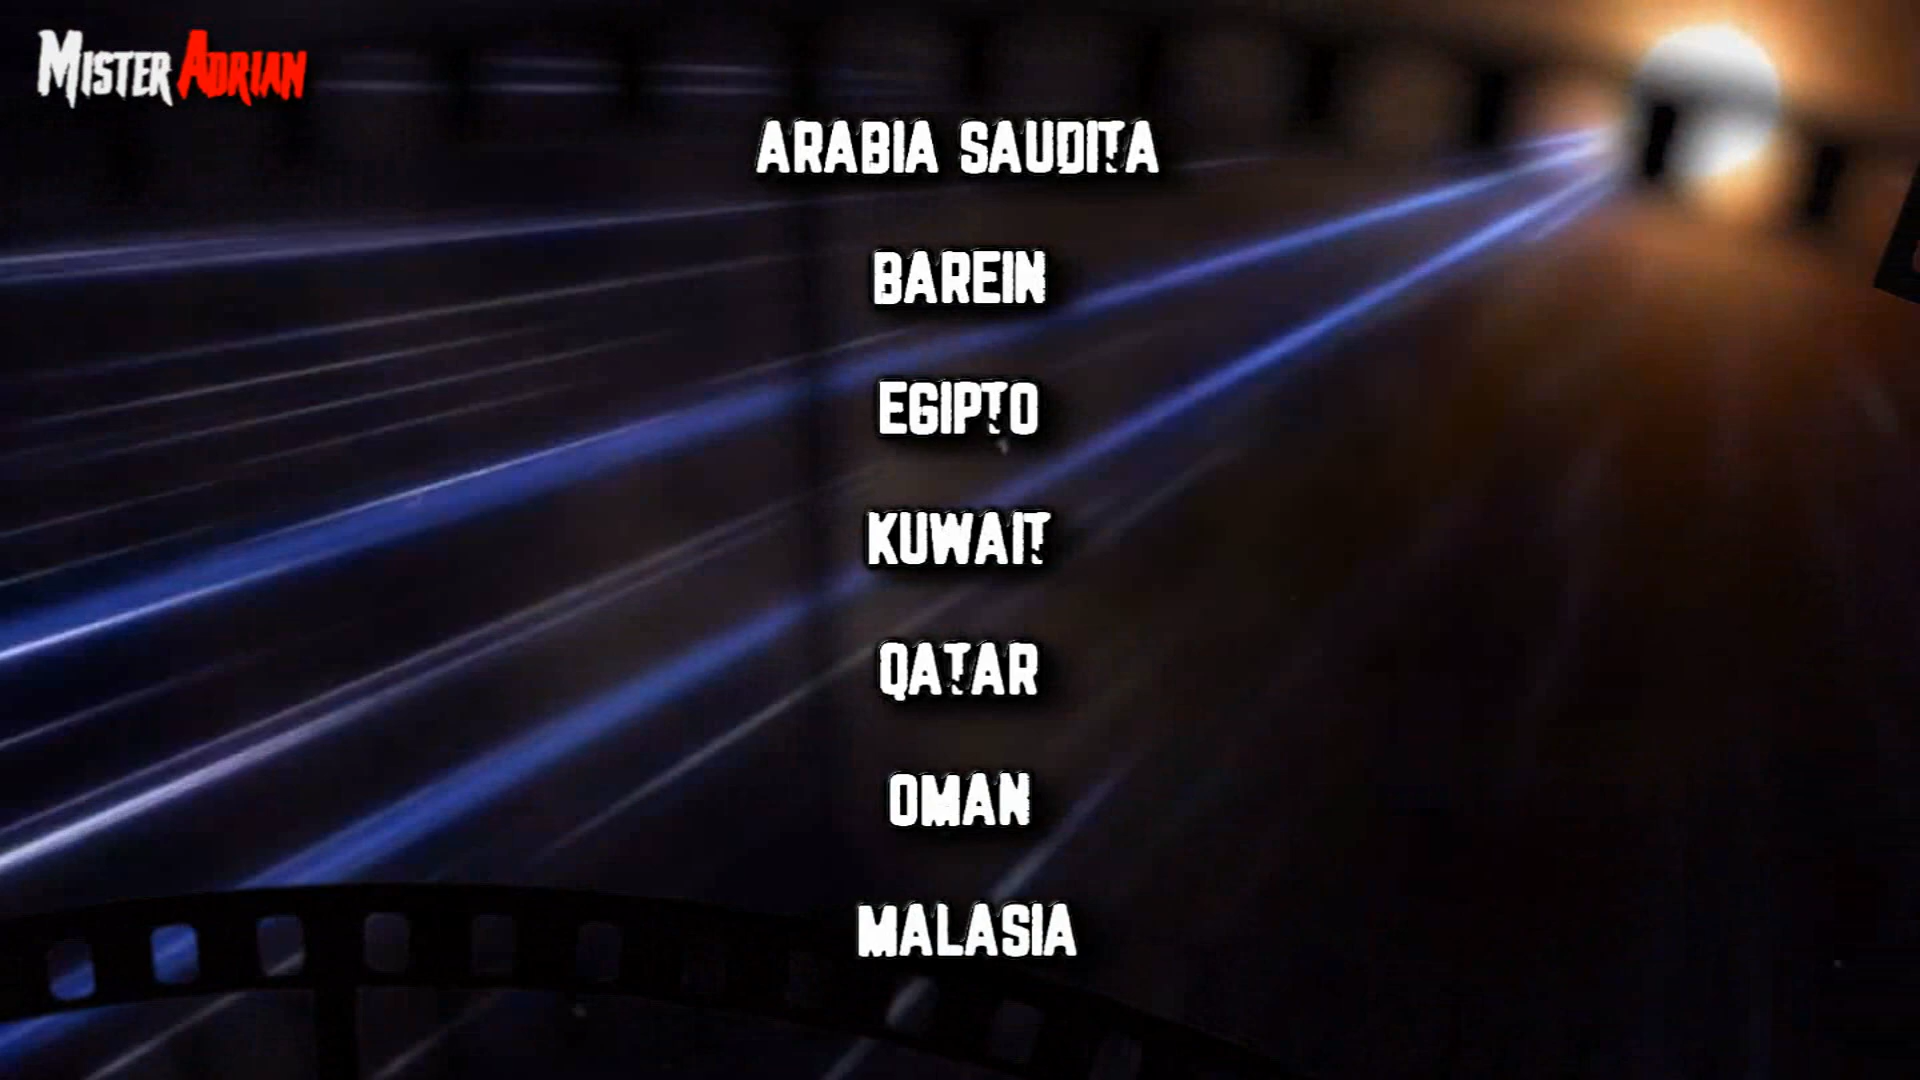 MISTER ADRIAN
ARABIA SAUDITA
BAREIN
EGIPTO
KUWAIT
QATAR
OMAN
MALASIA